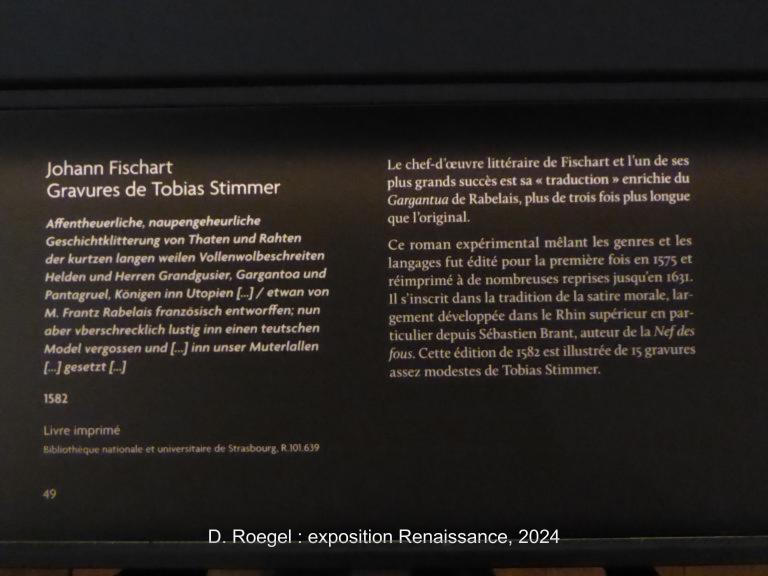 Johann Fischart
Gravures de Tobias Stimmer
Affentheuerliche, naupengeheurliche
Geschichtklitterung von Thaten und Rahten
der kurtzen langen weilen Vollenwolbeschreiten
Helden und Herren Grandgusier, Gargantoa und
Pantagruel, Königen inn Utopien [...] / etwan von
M. Frantz Rabelais französisch entworffen; nun
aber vberschrecklich lustig inn einen teutschen
Model vergossen und [...] inn unser Muterlallen
[...] gesetzt [...]
1582
Livre imprimé
Bibliothèque nationale et universitaire de Strasbourg, R.101.639
49
Le chef-d'œuvre littéraire de Fischart et l'un de ses
plus grands succès est sa « traduction » enrichie du
Gargantua de Rabelais, plus de trois fois plus longue
que l'original.
Ce roman expérimental mêlant les genres et les
langages fut édité pour la première fois en 1575 et
réimprimé à de nombreuses reprises jusqu'en 1631.
Il s'inscrit dans la tradition de la satire morale, lar-
gement développée dans le Rhin supérieur en par-
ticulier depuis Sébastien Brant, auteur de la Nef des
fous. Cette édition de 1582 est illustrée de 15 gravures
assez modestes de Tobias Stimmer.
D. Roegel : exposition Renaissance, 2024